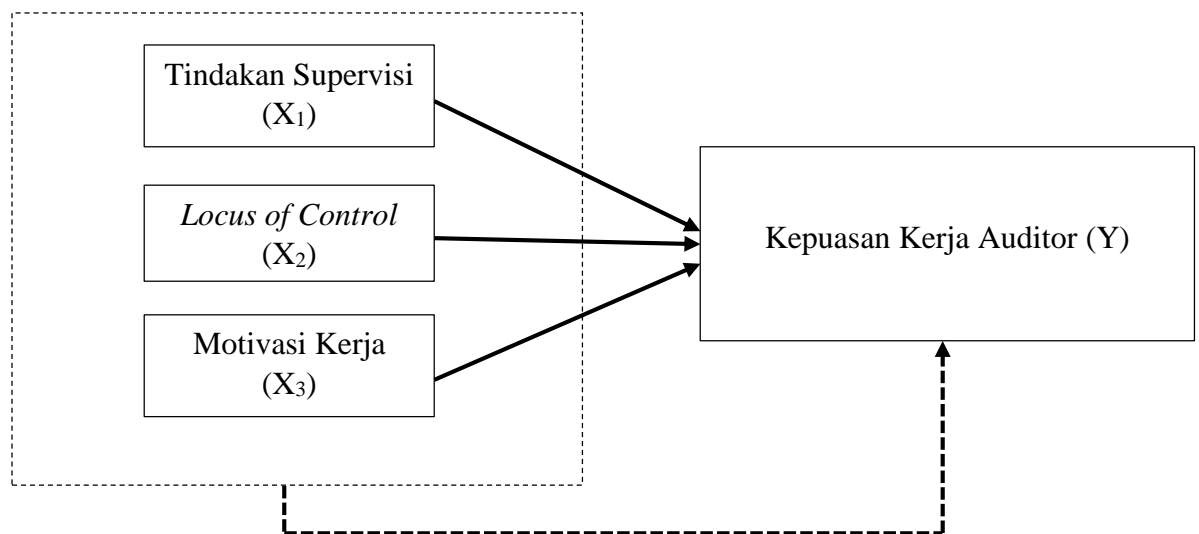 Tindakan Supervisi
(X₁)
Locus of Control
(X₂)
Motivasi Kerja
(X₃)
Kepuasan Kerja Auditor (Y)